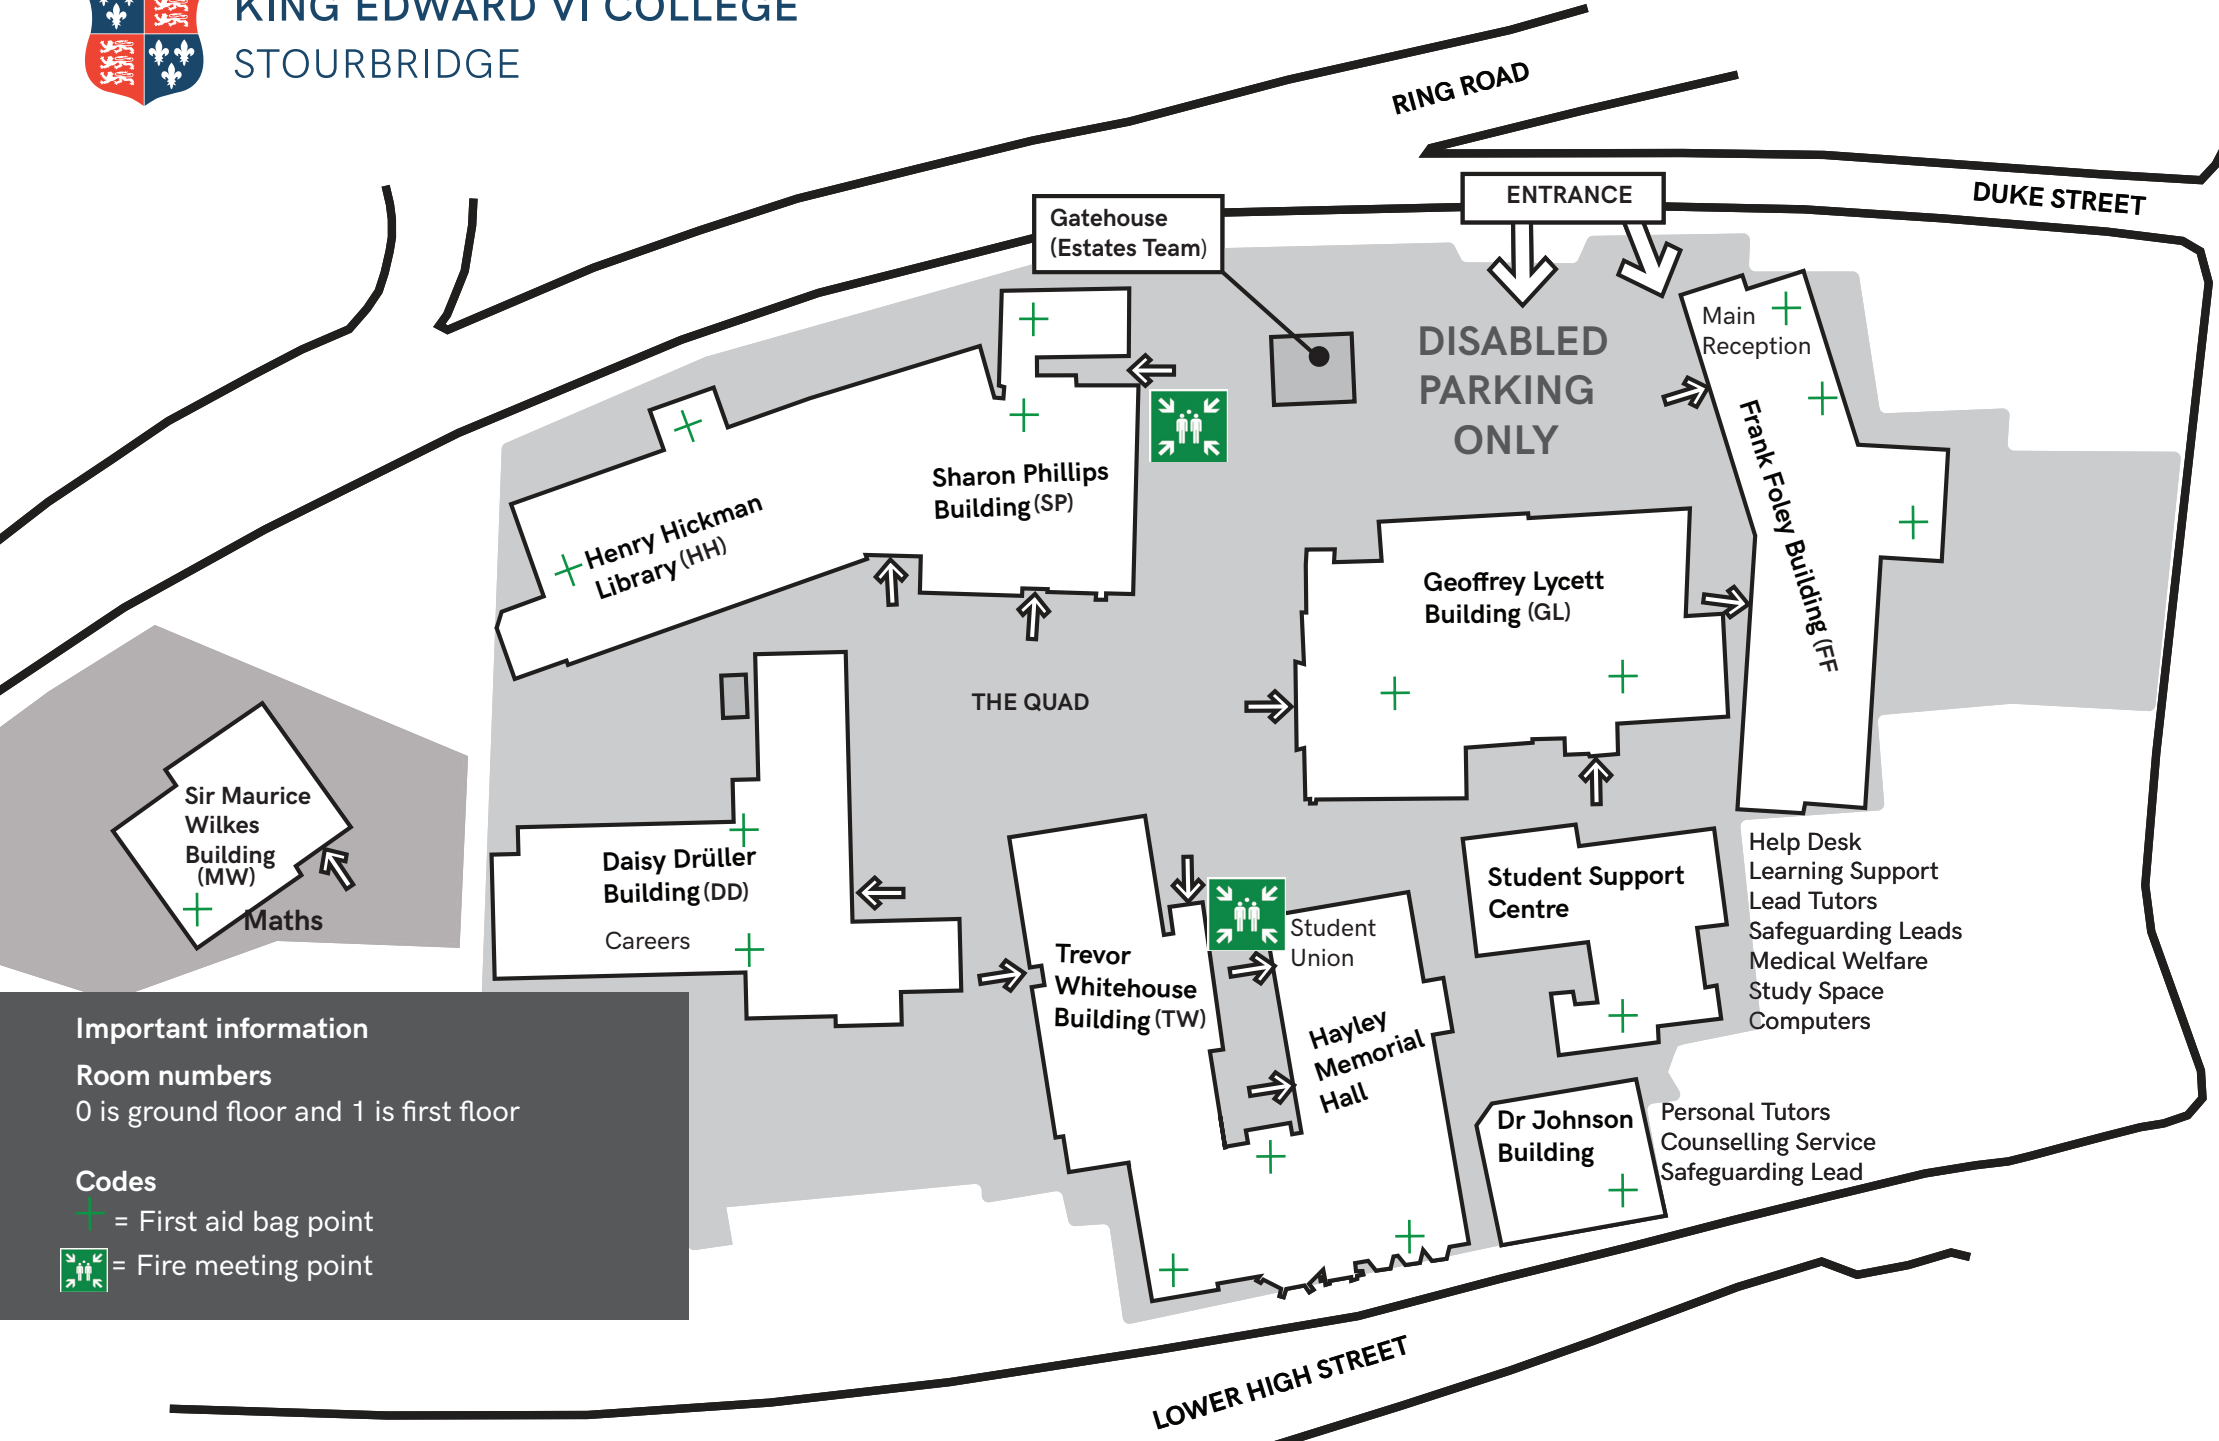 KING EDWARD VI COLLEGE
STOURBRIDGE
RING ROAD
DUKE STREET
ENTRANCE
Gatehouse
(Estates Team)
DISABLED
PARKING
ONLY
Main
Reception
Frank Foley Building (FF
Sharon Phillips
Building (SP)
Henry Hickman
Library (HH)
Geoffrey Lycett
Building (GL)
THE QUAD
Sir Maurice
Wilkes
Building
(MW)
Maths
Daisy Drüller
Building (DD)
Careers
Trevor
Whitehouse
Building (TW)
Student
Union
Hayley
Memorial
Hall
Student Support
Centre
Help Desk
Learning Support
Lead Tutors
Safeguarding Leads
Medical Welfare
Study Space
Computers
Dr Johnson
Building
Personal Tutors
Counselling Service
Safeguarding Lead
Important information
Room numbers
0 is ground floor and 1 is first floor
Codes
= First aid bag point
= Fire meeting point
LOWER HIGH STREET